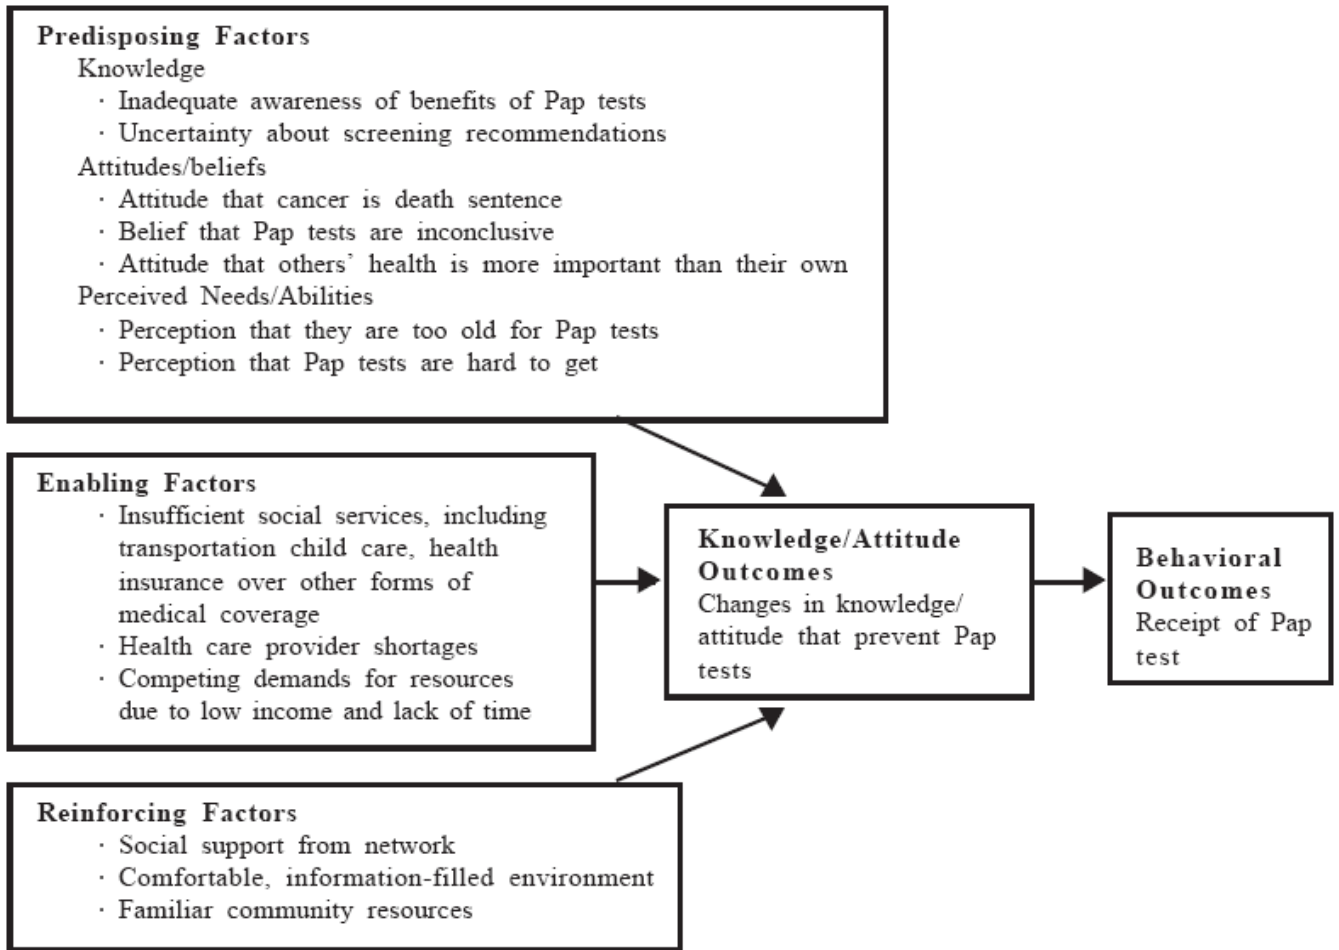 Predisposing Factors
Knowledge
· Inadequate awareness of benefits of Pap tests
· Uncertainty about screening recommendations
Attitudes/beliefs
· Attitude that cancer is death sentence
· Belief that Pap tests are inconclusive
· Attitude that others’ health is more important than their own
Perceived Needs/Abilities
· Perception that they are too old for Pap tests
· Perception that Pap tests are hard to get
Enabling Factors
· Insufficient social services, including
transportation child care, health
insurance over other forms of
medical coverage
· Health care provider shortages
· Competing demands for resources
due to low income and lack of time
Reinforcing Factors
· Social support from network
· Comfortable, information-filled environment
· Familiar community resources
Knowledge/Attitude
Outcomes
Changes in knowledge/
attitude that prevent Pap
tests
Behavioral
Outcomes
Receipt of Pap
test